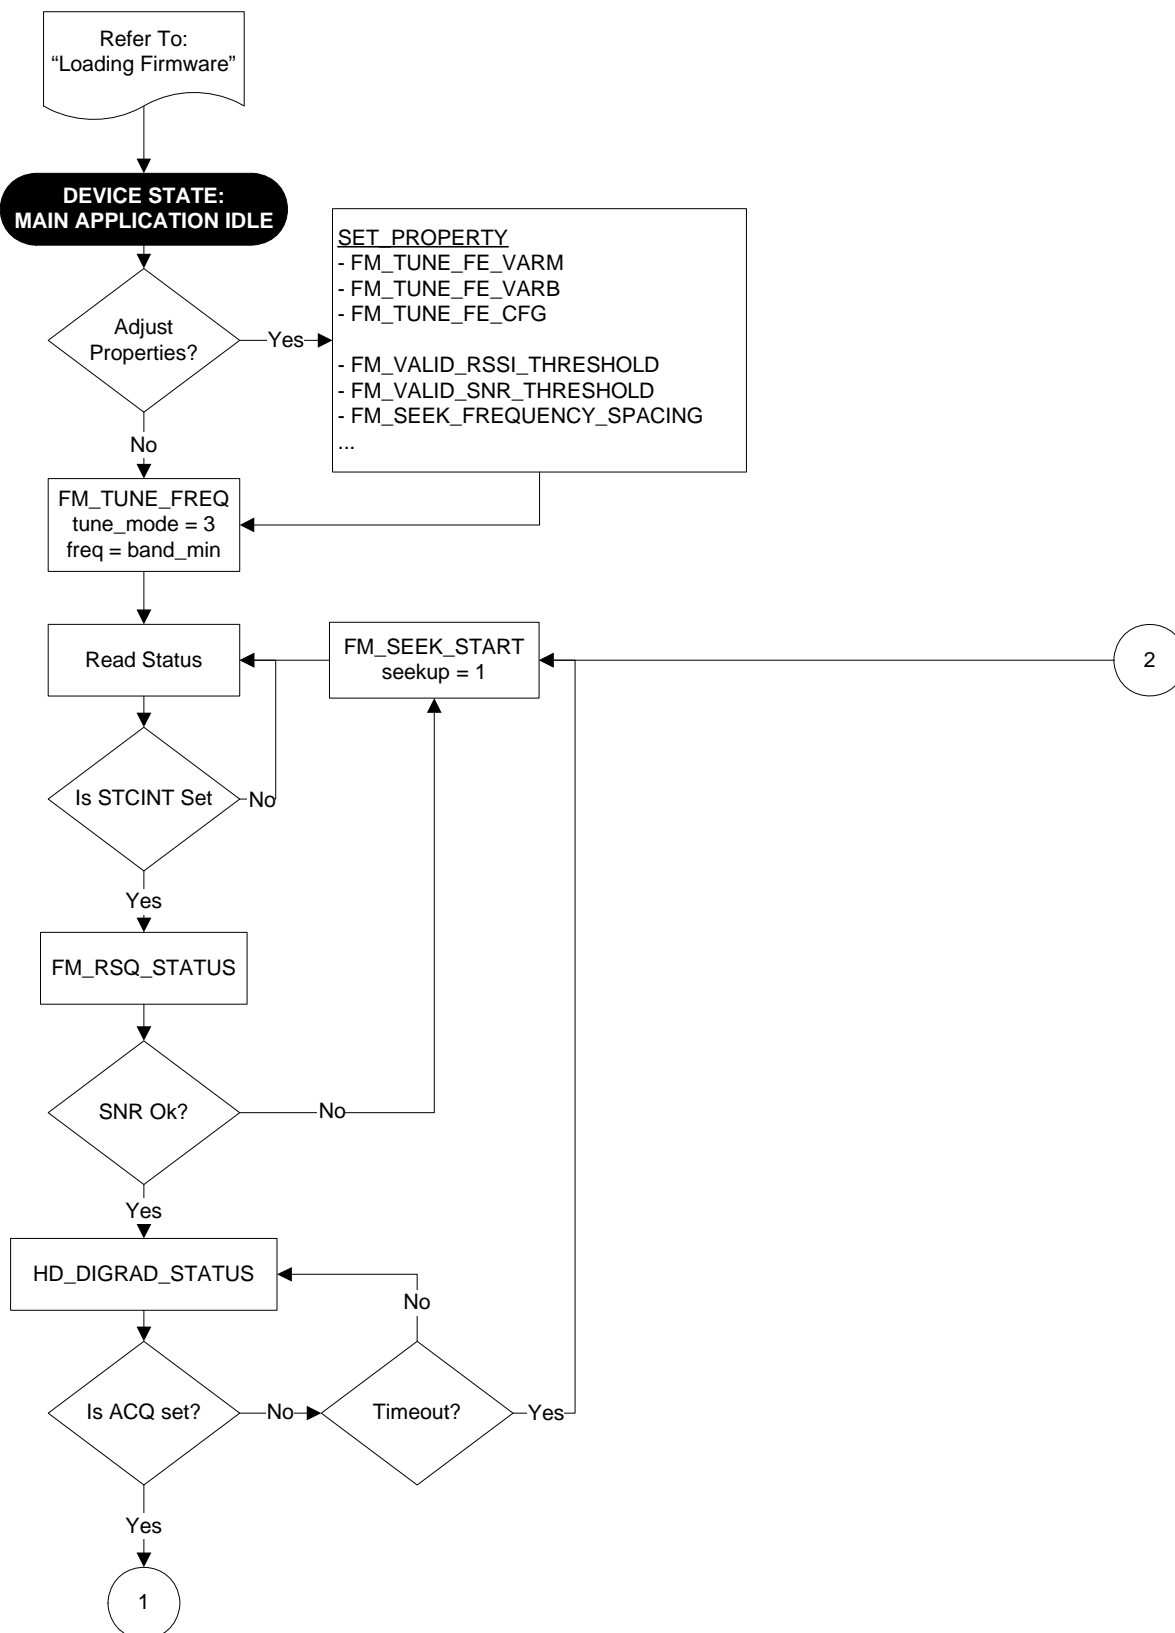 Refer To:
“Loading Firmware”
DEVICE STATE:
MAIN APPLICATION IDLE
SET_PROPERTY
- FM_TUNE_FE_VARM
- FM_TUNE_FE_VARB
- FM_TUNE_FE_CFG
- FM_VALID_RSSI_THRESHOLD
- FM_VALID_SNR_THRESHOLD
- FM_SEEK_FREQUENCY_SPACING
...
Adjust
Properties?
Yes
No
FM_TUNE_FREQ
tune_mode = 3
freq = band_min
Read Status
FM_SEEK_START
seekup = 1
2
Is STCINT Set
No
Yes
FM_RSQ_STATUS
SNR Ok?
No
Yes
HD_DIGRAD_STATUS
No
Is ACQ set?
No
Timeout?
Yes
Yes
1